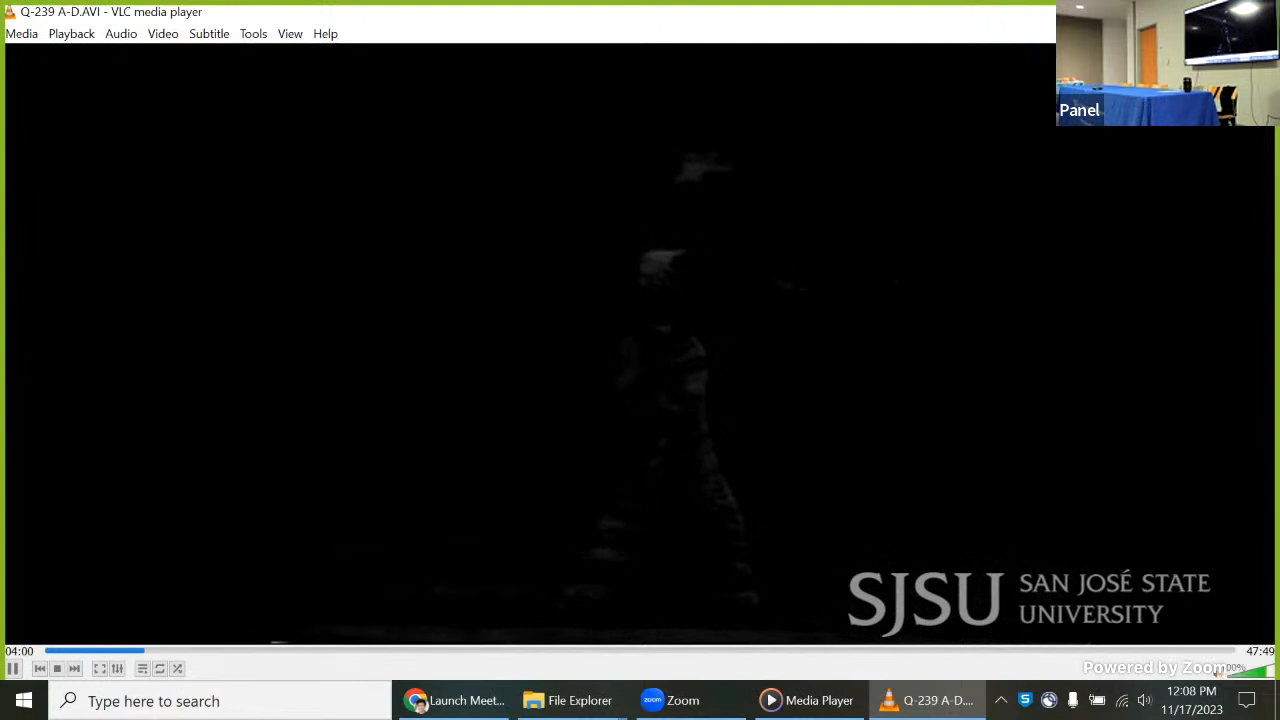 Q-239 A-D.AVI - VLC media player
Media Playback Audio Video Subtitle Tools View Help
Panel
SJSU SAN JOSÉ STATE
UNIVERSITY
04:00
47:49
Powered by Zoom
Type here to search
Launch Meet...
File Explorer
Zoom
Media Player
Q-239 A-D....
12:08 PM
11/17/2023